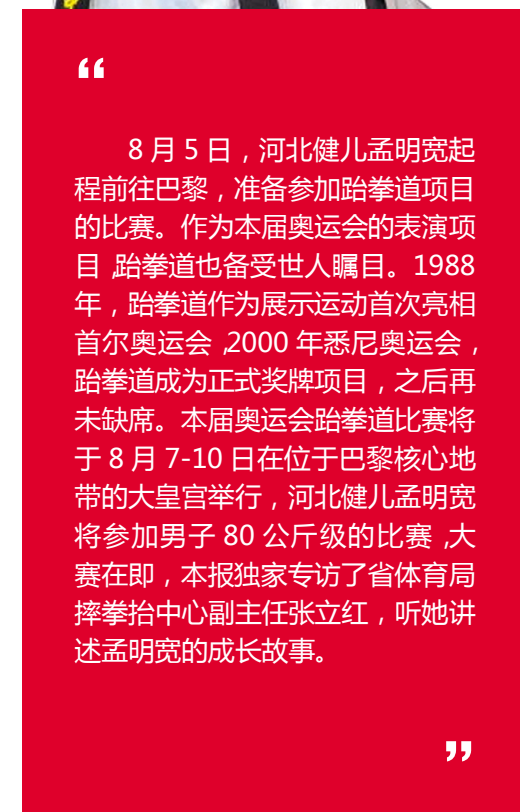 “
8 月 5 日，河北健儿孟明宽起
程前往巴黎，准备参加跆拳道项目
的比赛。作为本届奥运会的表演项
目，跆拳道也备受世人瞩目。1988
年，跆拳道作为展示运动首次亮相
首尔奥运会，2000 年悉尼奥运会，
跆拳道成为正式奖牌项目，之后再
未缺席。本届奥运会跆拳道比赛将
于 8 月 7-10 日在位于巴黎核心地
带的大皇宫举行，河北健儿孟明宽
将参加男子 80 公斤级的比赛，大
赛在即，本报独家专访了省体育局
摔拳抬中心副主任张立红，听她讲
述孟明宽的成长故事。
”